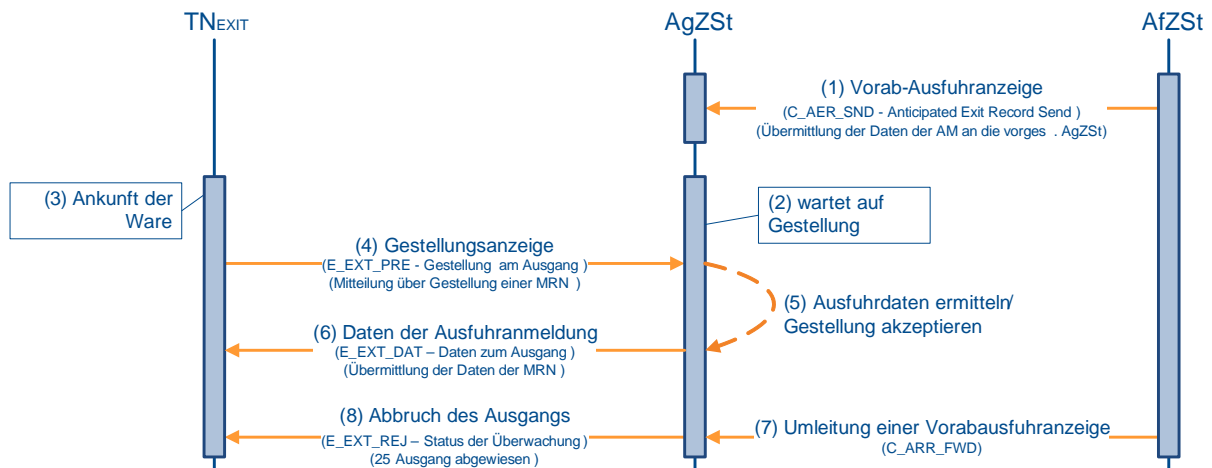 TNEXIT
AgZSt
AfZSt
(1) Vorab-Ausfuhranzeige
(C_AER_SND - Anticipated Exit Record Send )
(Übermittlung der Daten der AM an die vorges . AgZSt)
(3) Ankunft der
Ware
(2) wartet auf
Gestellung
(4) Gestellungsanzeige
(E_EXT_PRE - Gestellung am Ausgang )
(Mitteilung über Gestellung einer MRN )
(5) Ausfuhrdaten ermitteln/
Gestellung akzeptieren
(6) Daten der Ausfuhranmeldung
(E_EXT_DAT – Daten zum Ausgang )
(Übermittlung der Daten der MRN )
(8) Abbruch des Ausgangs
(E_EXT_REJ – Status der Überwachung )
(25 Ausgang abgewiesen )
(7) Umleitung einer Vorabausfuhranzeige
(C_ARR_FWD)